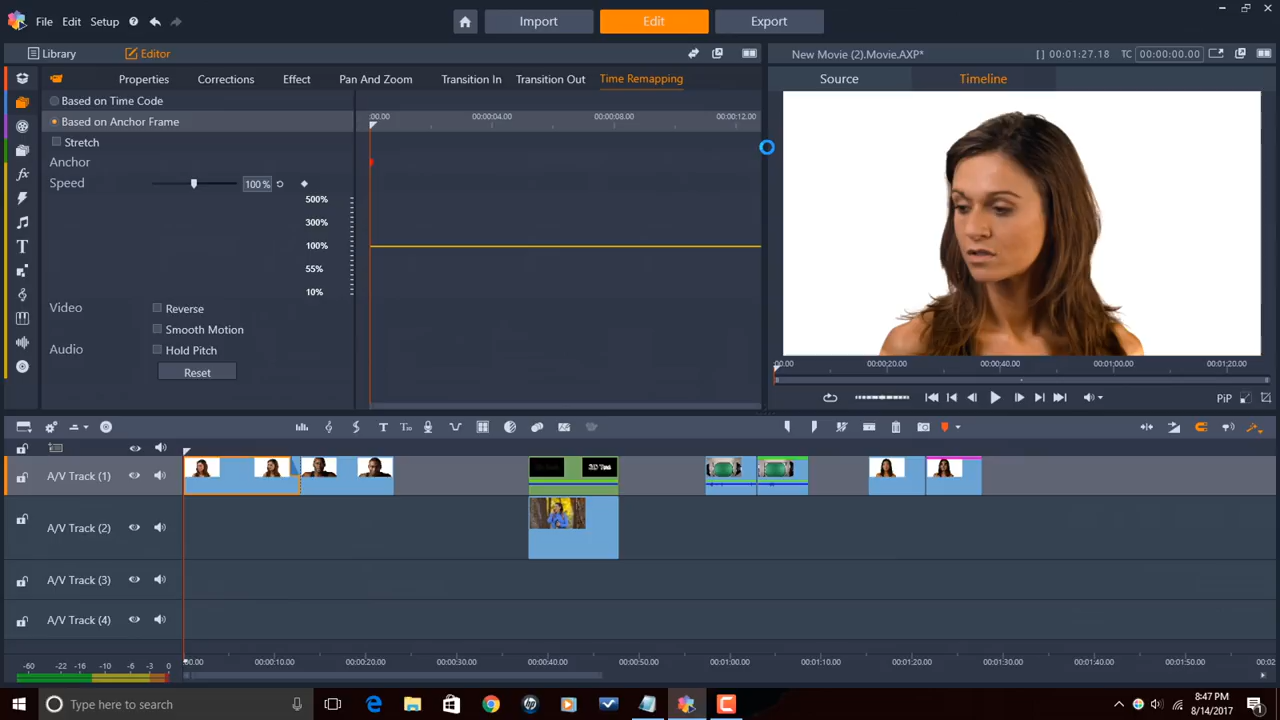 File Edit Setup
Import Edit Export
Library Editor
New Movie (2).Movie.AXP* [] 00:01:27.18 TC 00:00:00.00
Properties Corrections Effect Pan And Zoom Transition In Transition Out Time Remapping
Source Timeline
Based on Time Code
:00.00 00:00:04.00 00:00:08.00 00:00:12.00
Based on Anchor Frame
Stretch
Anchor
Speed 100 %
500%
300%
100%
55%
10%
Video Reverse
Smooth Motion
Audio Hold Pitch
Reset
:00.00 00:00:20.00 00:00:40.00 00:01:00.00 00:01:20.00
PiP
A/V Track (1)
A/V Track (2)
A/V Track (3)
A/V Track (4)
-60 -22 -16 -10 -6 -3 0
:00.00 00:00:10.00 00:00:20.00 00:00:30.00 00:00:40.00 00:00:50.00 00:01:00.00 00:01:10.00 00:01:20.00 00:01:30.00 00:01:50.00 00:02
Type here to search
8:47 PM
8/14/2017